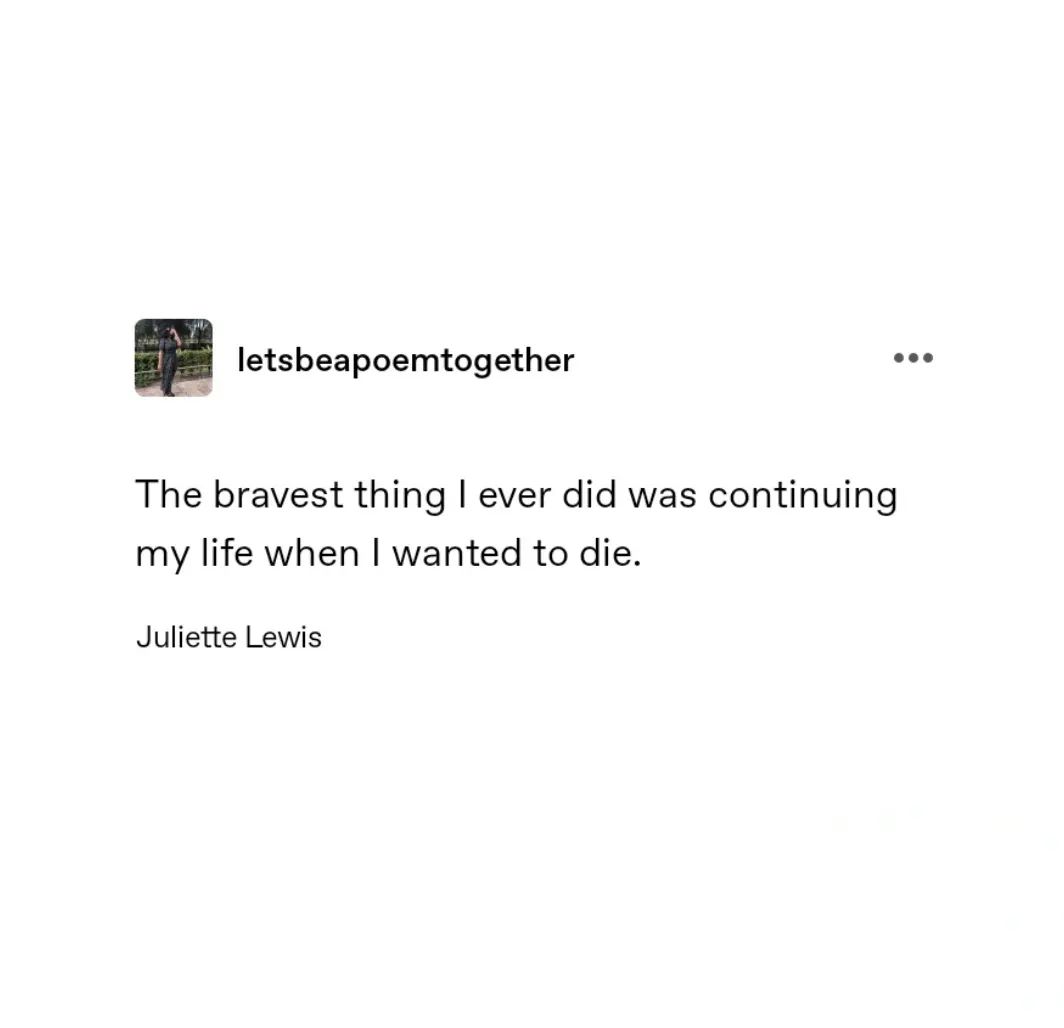 letsbeapoemtogether
The bravest thing I ever did was continuing
my life when I wanted to die.
Juliette Lewis